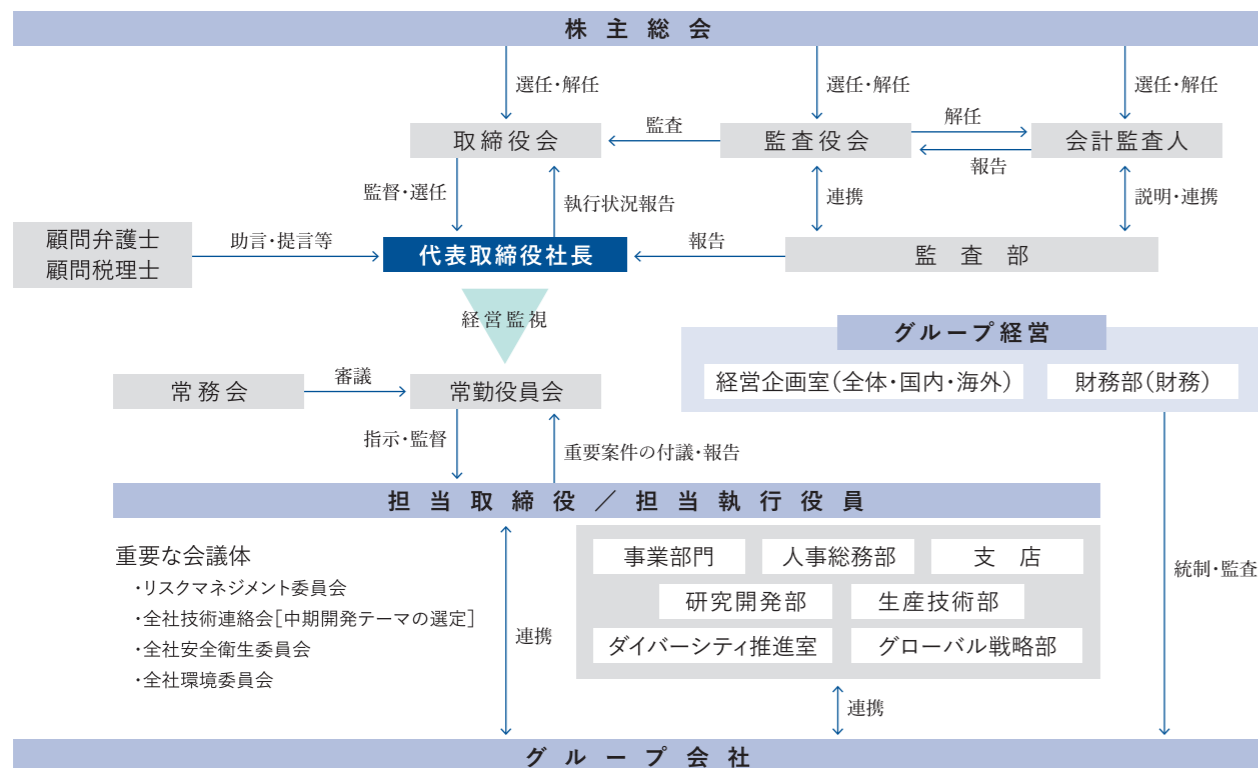 株主総会
選任・解任
選任・解任
選任・解任
取締役会
監査
監査役会
解任
報告
会計監査人
監督・選任
執行状況報告
連携
説明・連携
顧問弁護士
顧問税理士
助言・提言等
代表取締役社長
報告
監査部
経営監視
グループ経営
経営企画室(全体・国内・海外)
財務部(財務)
常務会
審議
常勤役員会
指示・監督
重要案件の付議・報告
担当取締役／担当執行役員
重要な会議体
・リスクマネジメント委員会
・全社技術連絡会[中期開発テーマの選定]
・全社安全衛生委員会
・全社環境委員会
連携
事業部門
人事総務部
支店
研究開発部
生産技術部
ダイバーシティ推進室
グローバル戦略部
統制・監査
連携
グループ会社